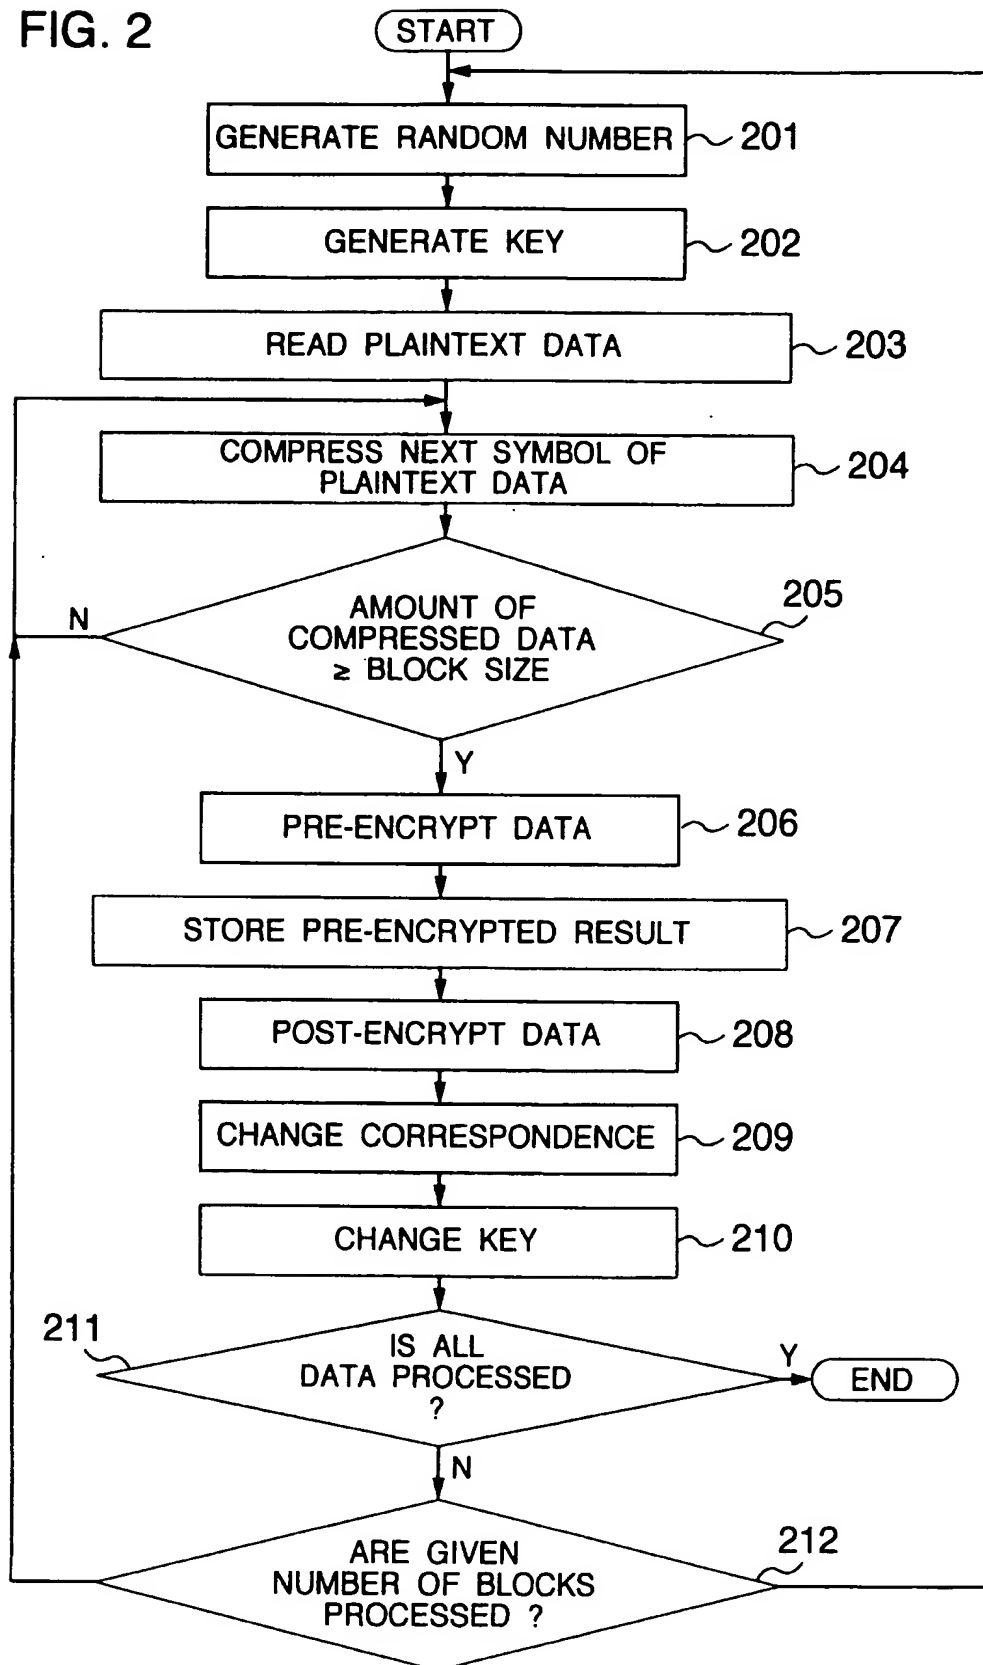 FIG. 2
START
GENERATE RANDOM NUMBER
201
GENERATE KEY
202
READ PLAINTEXT DATA
203
COMPRESS NEXT SYMBOL OF
PLAINTEXT DATA
204
AMOUNT OF
COMPRESSED DATA
≥ BLOCK SIZE
205
N
Y
PRE-ENCRYPT DATA
206
STORE PRE-ENCRYPTED RESULT
207
POST-ENCRYPT DATA
208
CHANGE CORRESPONDENCE
209
CHANGE KEY
210
211
IS ALL
DATA PROCESSED
?
Y
END
N
ARE GIVEN
NUMBER OF BLOCKS
PROCESSED ?
212